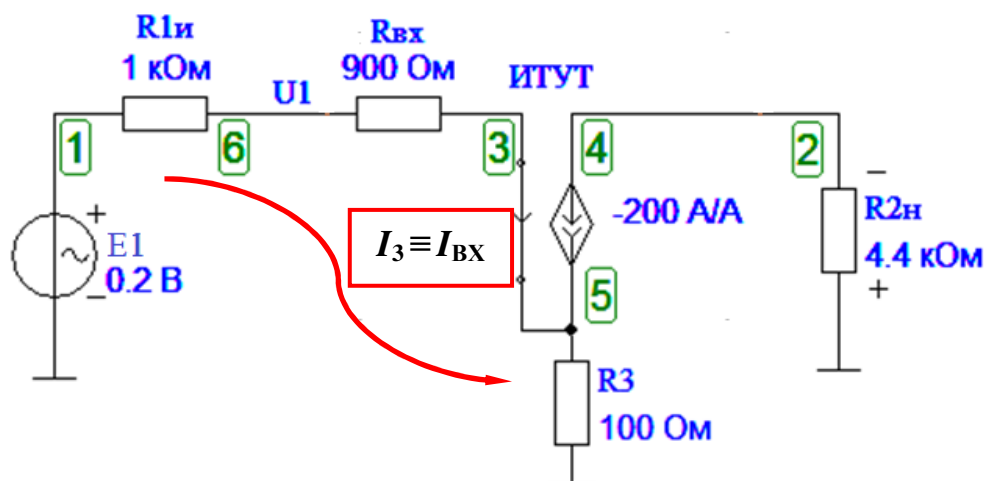 R1и
1 кОм
U1
Rвх
900 Ом
ИТУТ
1
6
3
4
2
+
E1
0.2 В
−
I3 ≡ IВХ
-200 А/А
−
R2н
4.4 кОм
+
5
R3
100 Ом